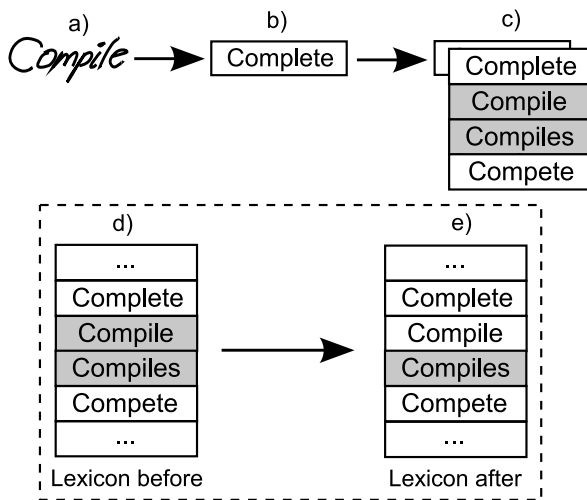 a)
b)
c)
Compile
Complete
Complete
Compile
Compiles
Compete
d)
e)
...
Complete
Compile
Compiles
Compete
...
Lexicon before
...
Complete
Compile
Compiles
Compete
...
Lexicon after